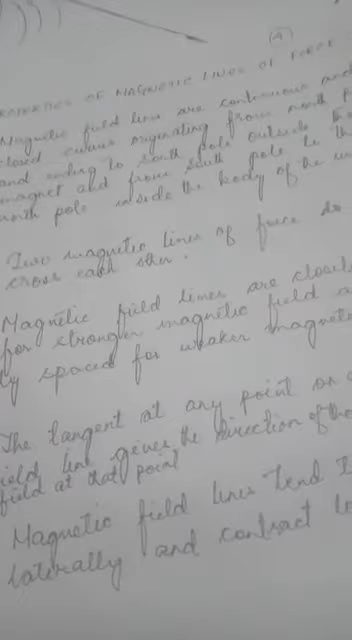 (4)
PROPERTIES OF MAGNETIC LINES OF FORCE
Magnetic field line are continuous and
closed curves originating from north
and ending to south pole outside the
magnet and from south pole to the
north pole inside the body of the
Two magnetic lines of force do
cross each other.
Magnetic field lines are
for stronger magnetic field
ly spaced for weaker
The tangent at any point on
field line gives the direction of the
field at that point
Magnetic field lines tend
laterally and contract